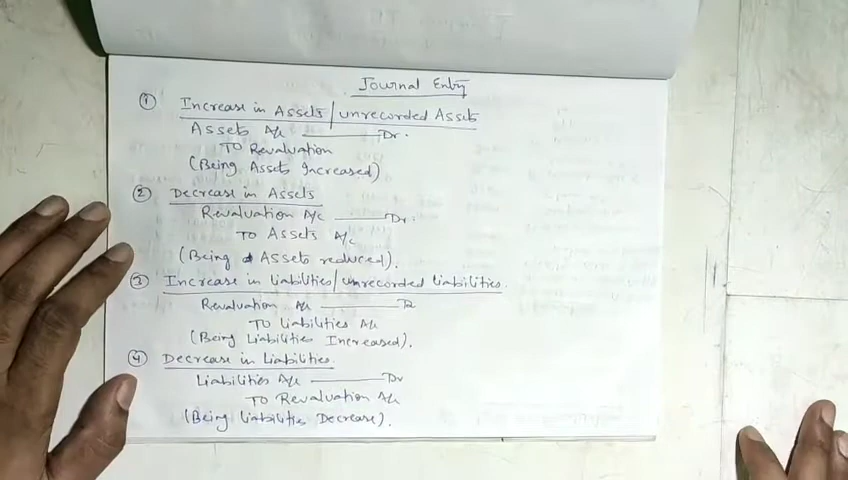 Journal Entry
① Increase in Assets/unrecorded Assets
Assets A/c ——— Dr.
To Revaluation
(Being Assets Increased)
② Decrease in Assets
Revaluation A/c ——— Dr.
To Assets A/c
(Being Assets reduced).
③ Increase in Liabilities/unrecorded Liabilities.
Revaluation A/c ——— Dr
To Liabilities A/c
(Being Liabilities Increased).
④ Decrease in Liabilities.
Liabilities A/c ——— Dr
To Revaluation A/c
(Being Liabilities Decrease).